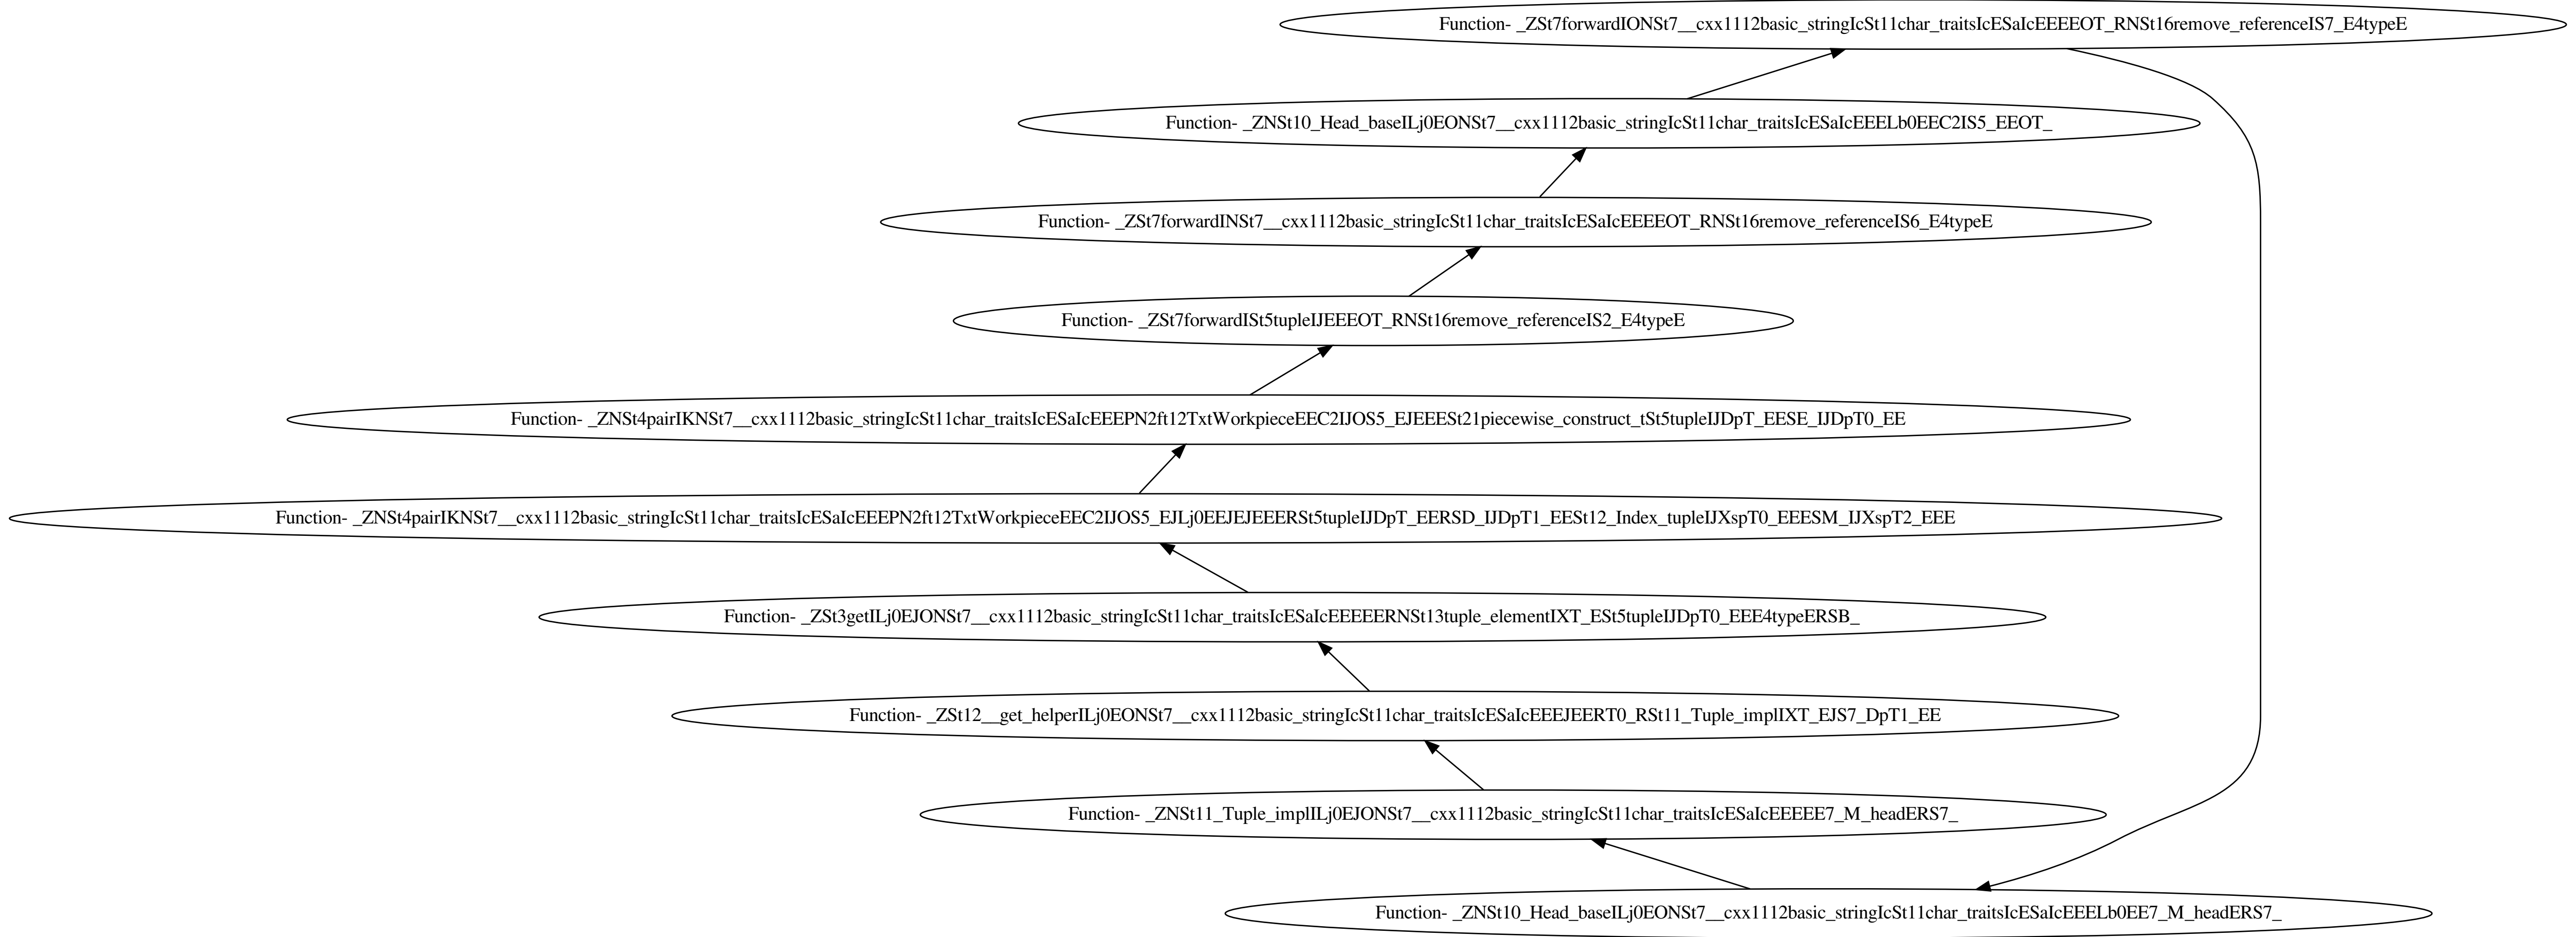 Function- _ZSt7forwardIONSt7__cxx1112basic_stringIcSt11char_traitsIcESaIcEEEEOT_RNSt16remove_referenceIS7_E4typeE
Function- _ZNSt10_Head_baseILj0EONSt7__cxx1112basic_stringIcSt11char_traitsIcESaIcEEELb0EEC2IS5_EEOT_
Function- _ZSt7forwardINSt7__cxx1112basic_stringIcSt11char_traitsIcESaIcEEEEOT_RNSt16remove_referenceIS6_E4typeE
Function- _ZSt7forwardISt5tupleIJEEEOT_RNSt16remove_referenceIS2_E4typeE
Function- _ZNSt4pairIKNSt7__cxx1112basic_stringIcSt11char_traitsIcESaIcEEEPN2ft12TxtWorkpieceEEC2IJOS5_EJEEESt21piecewise_construct_tSt5tupleIJDpT_EESE_IJDpT0_EE
Function- _ZNSt4pairIKNSt7__cxx1112basic_stringIcSt11char_traitsIcESaIcEEEPN2ft12TxtWorkpieceEEC2IJOS5_EJLj0EEJEJEEERSt5tupleIJDpT_EERSD_IJDpT1_EESt12_Index_tupleIJXspT0_EEESM_IJXspT2_EEE
Function- _ZSt3getILj0EJONSt7__cxx1112basic_stringIcSt11char_traitsIcESaIcEEEEERNSt13tuple_elementIXT_ESt5tupleIJDpT0_EEE4typeERSB_
Function- _ZSt12__get_helperILj0EONSt7__cxx1112basic_stringIcSt11char_traitsIcESaIcEEEJEERT0_RSt11_Tuple_implIXT_EJS7_DpT1_EE
Function- _ZNSt11_Tuple_implILj0EJONSt7__cxx1112basic_stringIcSt11char_traitsIcESaIcEEEEE7_M_headERS7_
Function- _ZNSt10_Head_baseILj0EONSt7__cxx1112basic_stringIcSt11char_traitsIcESaIcEEELb0EE7_M_headERS7_